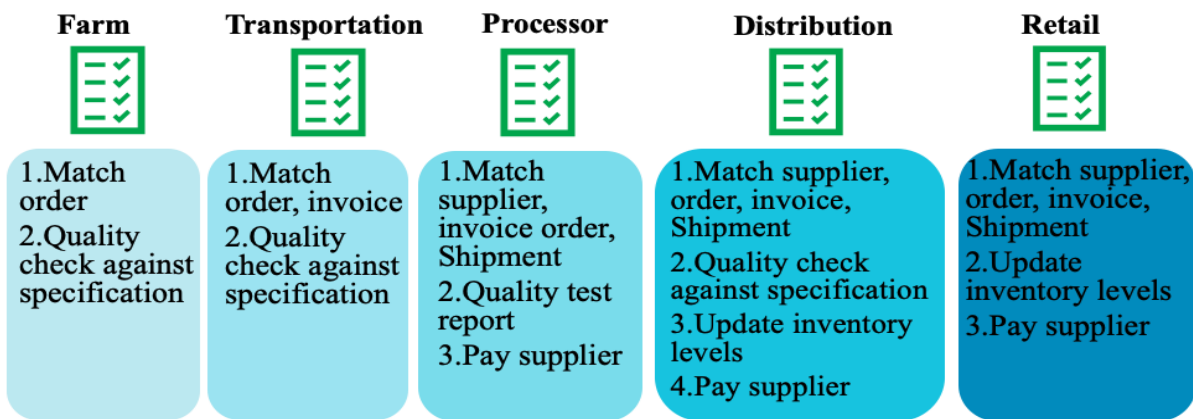 Farm
Transportation
Processor
Distribution
Retail
1.Match
order
2.Quality
check against
specification
1.Match
order, invoice
2.Quality
check against
specification
1.Match
supplier,
invoice order,
Shipment
2.Quality test
report
3.Pay supplier
1.Match supplier,
order, invoice,
Shipment
2.Quality check
against specification
3.Update inventory
levels
4.Pay supplier
1.Match supplier,
order, invoice,
Shipment
2.Update
inventory levels
3.Pay supplier